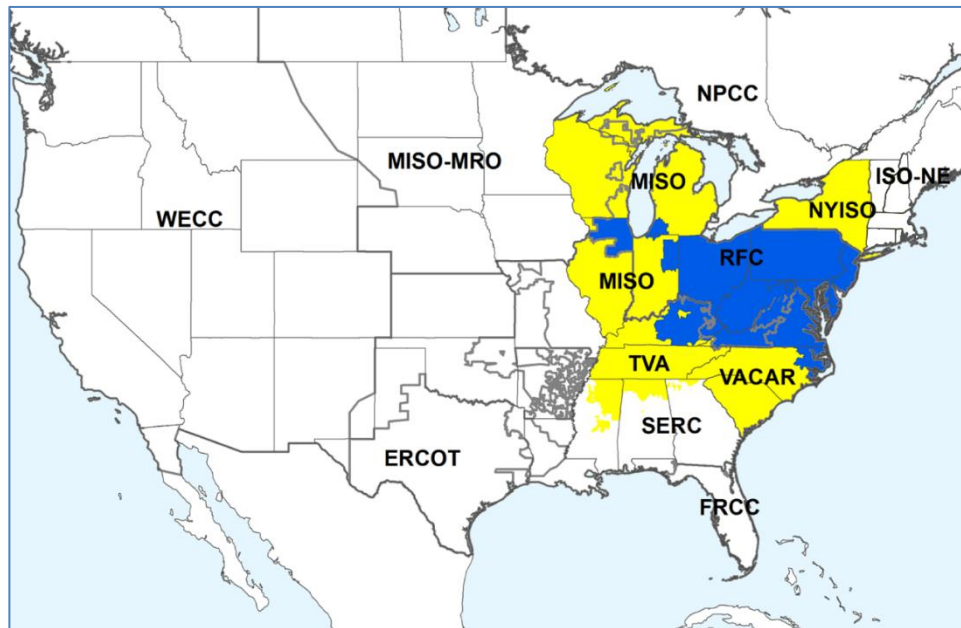 NPCC
MISO-MRO
MISO
ISO-NE
NYISO
WECC
RFC
MISO
TVA
VACAR
SERC
ERCOT
FRCC